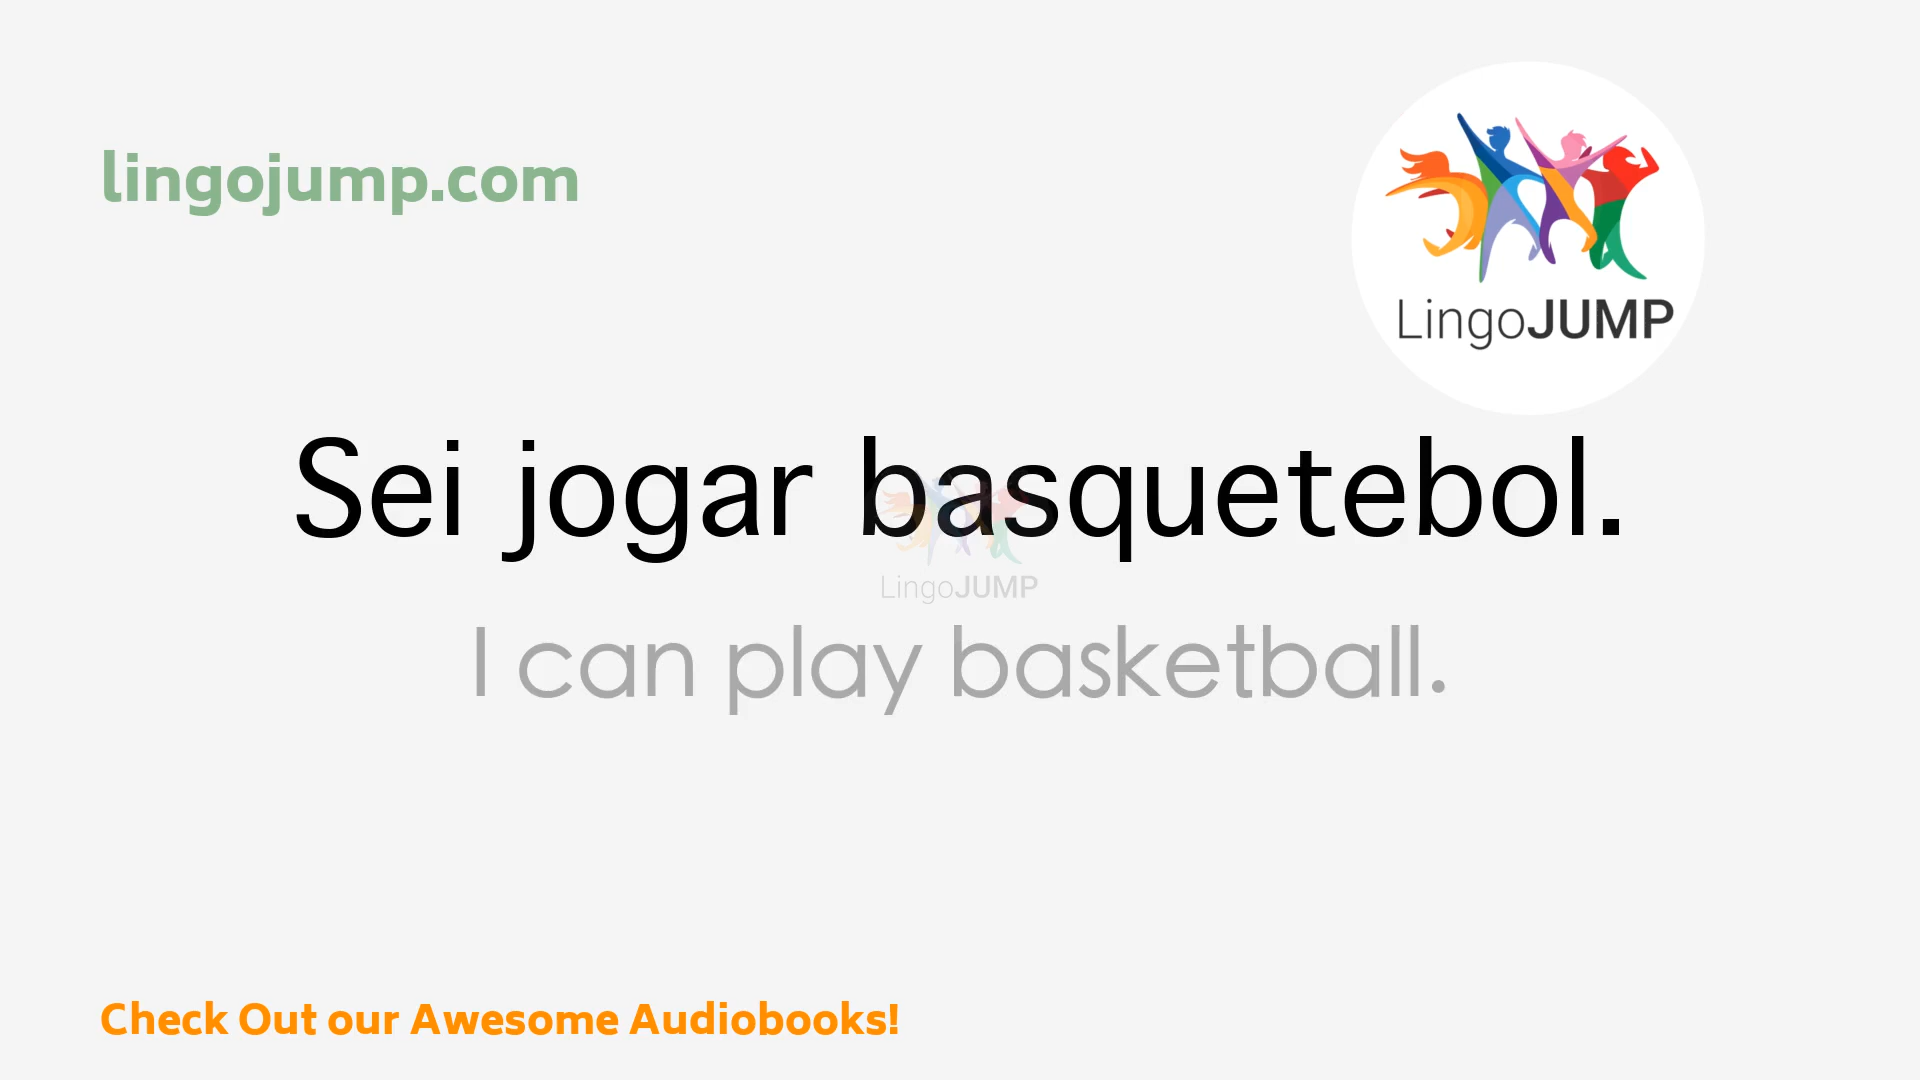 lingojump.com
LingoJUMP
Sei jogar basquetebol.
LingoJUMP
I can play basketball.
Check Out our Awesome Audiobooks!